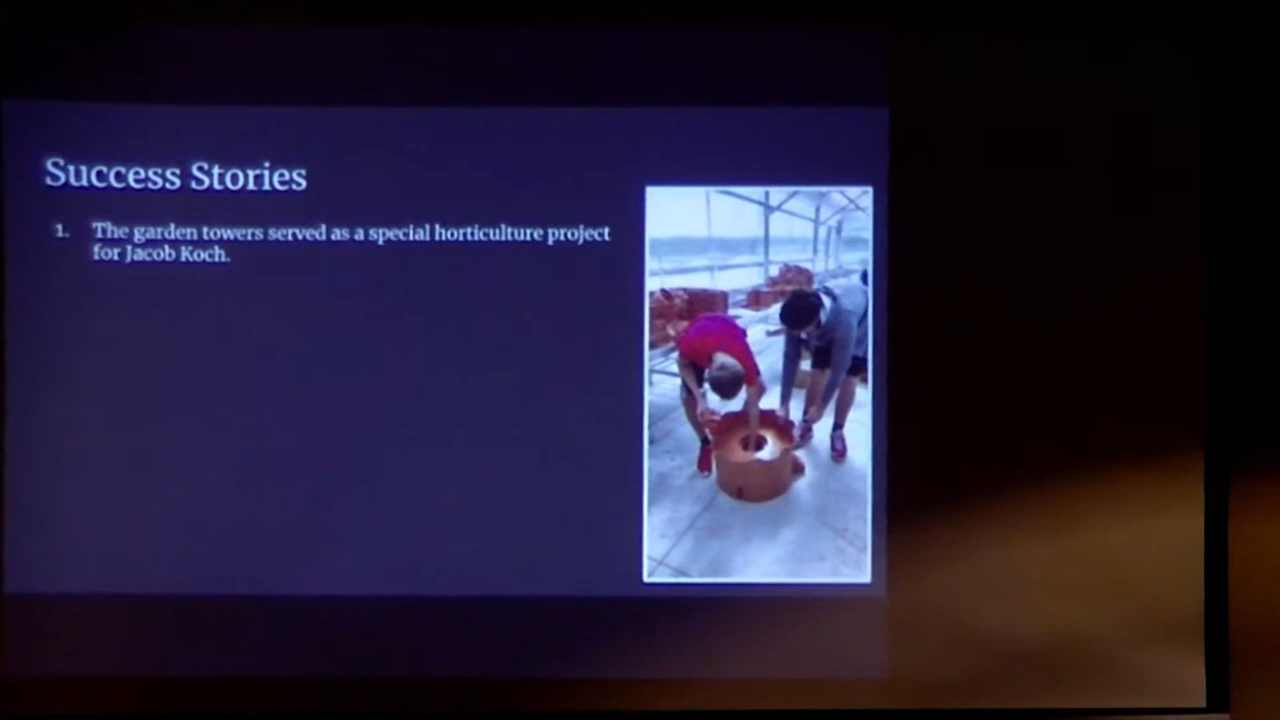 Success Stories
1. The garden towers served as a special horticulture project
for Jacob Koch.